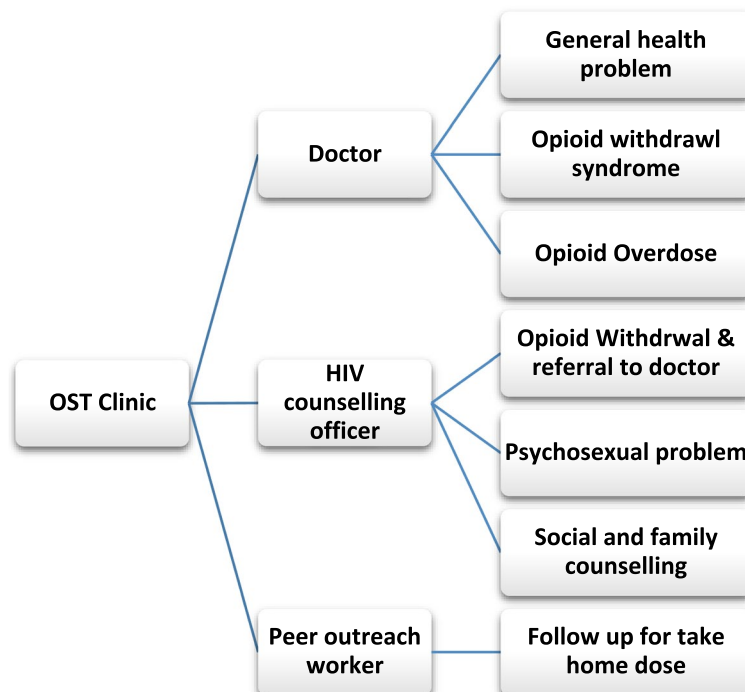 General health
problem
Doctor
Opioid withdrawl
syndrome
Opioid Overdose
OST Clinic
HIV
counselling
officer
Opioid Withdrwal &
referral to doctor
Psychosexual problem
Social and family
counselling
Peer outreach
worker
Follow up for take
home dose